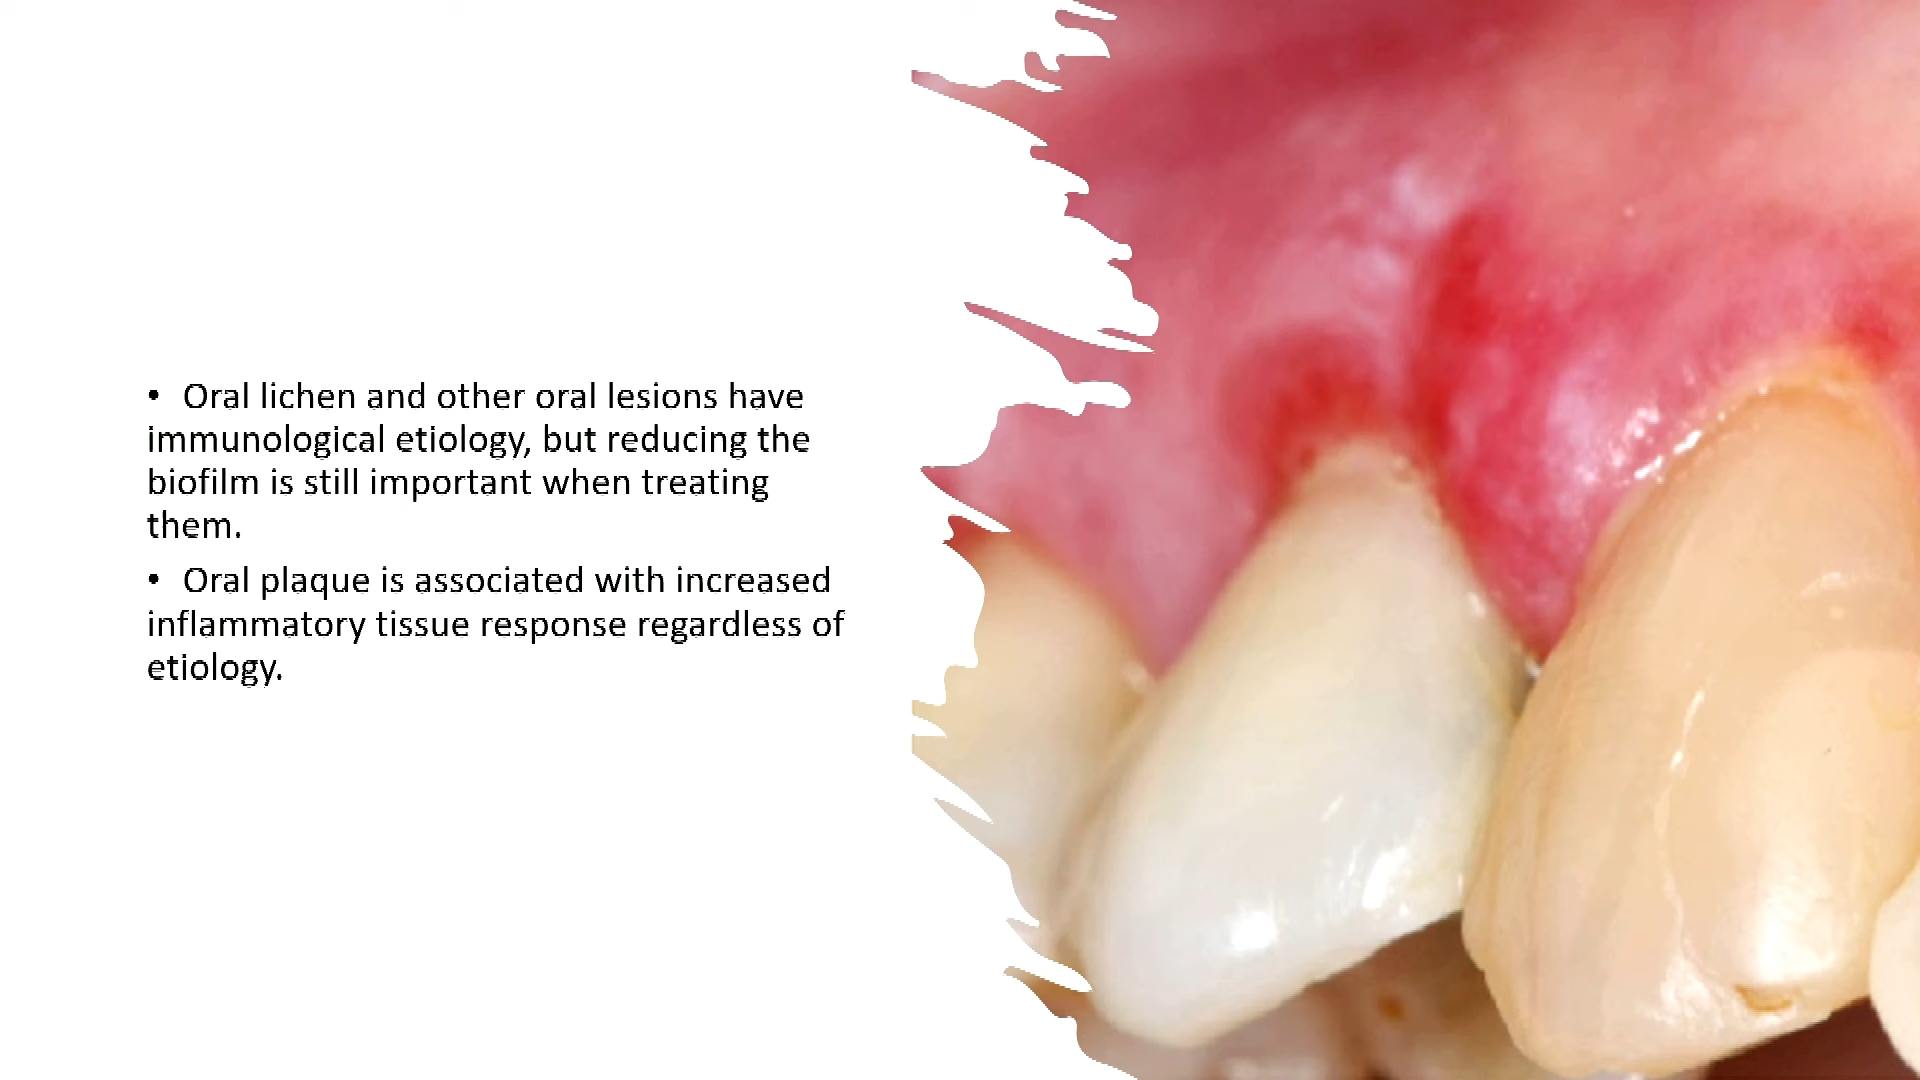 • Oral lichen and other oral lesions have
immunological etiology, but reducing the
biofilm is still important when treating
them.
• Oral plaque is associated with increased
inflammatory tissue response regardless of
etiology.